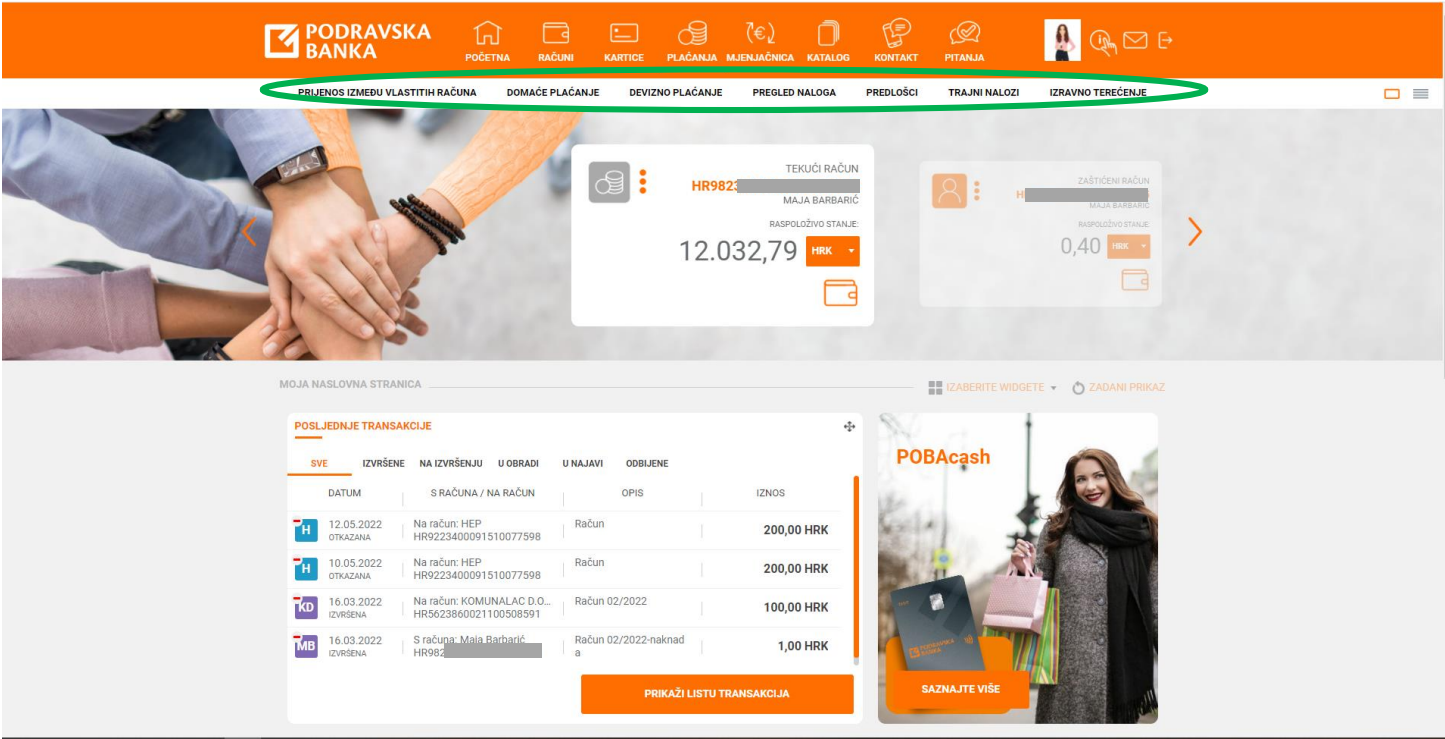 PODRAVSKA
BANKA
POČETNA RAČUNI KARTICE PLAĆANJA MJENJAČNICA KATALOG KONTAKT PITANJA
PRIJENOS IZMEĐU VLASTITIH RAČUNA DOMAĆE PLAĆANJE DEVIZNO PLAĆANJE PREGLED NALOGA PREDLOŠCI TRAJNI NALOZI IZRAVNO TEREĆENJE
TEKUĆI RAČUN
HR982
MAJA BARBARIĆ
RASPOLOŽIVO STANJE:
12.032,79 HRK
ZAŠTIĆENI RAČUN
H
MAJA BARBARIĆ
RASPOLOŽIVO STANJE:
0,40 HRK
MOJA NASLOVNA STRANICA
IZABERITE WIDGETE ZADANI PRIKAZ
POSLJEDNJE TRANSAKCIJE
SVE IZVRŠENE NA IZVRŠENJU U OBRADI U NAJAVI ODBIJENE
DATUM S RAČUNA / NA RAČUN OPIS IZNOS
H 12.05.2022 Na račun: HEP Račun 200,00 HRK
OTKAZANA HR9223400091510077598
H 10.05.2022 Na račun: HEP Račun 200,00 HRK
OTKAZANA HR9223400091510077598
KD 16.03.2022 Na račun: KOMUNALAC D.O... Račun 02/2022 100,00 HRK
IZVRŠENA HR5623860021100508591
MB 16.03.2022 S računa: Maja Barbarić Račun 02/2022-naknad 1,00 HRK
IZVRŠENA HR982 a
PRIKAŽI LISTU TRANSAKCIJA
POBAcash
PODRAVSKA
BANKA
SAZNAJTE VIŠE